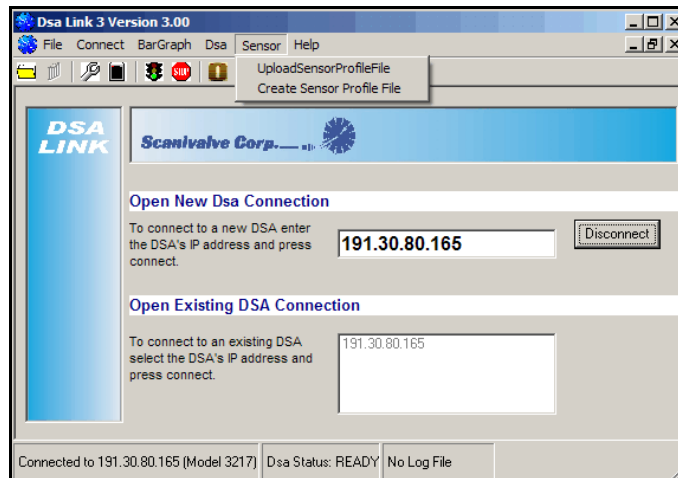 Dsa Link 3 Version 3.00
File Connect BarGraph Dsa Sensor Help
UploadSensorProfileFile
Create Sensor Profile File
STOP
DSA
LINK
Scanivalve Corp.
Open New Dsa Connection
To connect to a new DSA enter
the DSA's IP address and press
connect.
191.30.80.165
Disconnect
Open Existing DSA Connection
To connect to an existing DSA
select the DSA's IP address and
press connect.
191.30.80.165
Connected to 191.30.80.165 (Model 3217) Dsa Status: READY No Log File